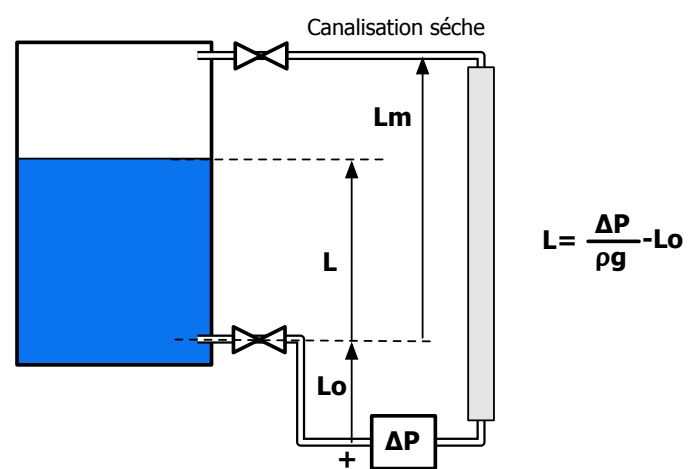 Canalisation séche
Lm
L
L= ΔP/ρg -Lo
Lo
+
ΔP